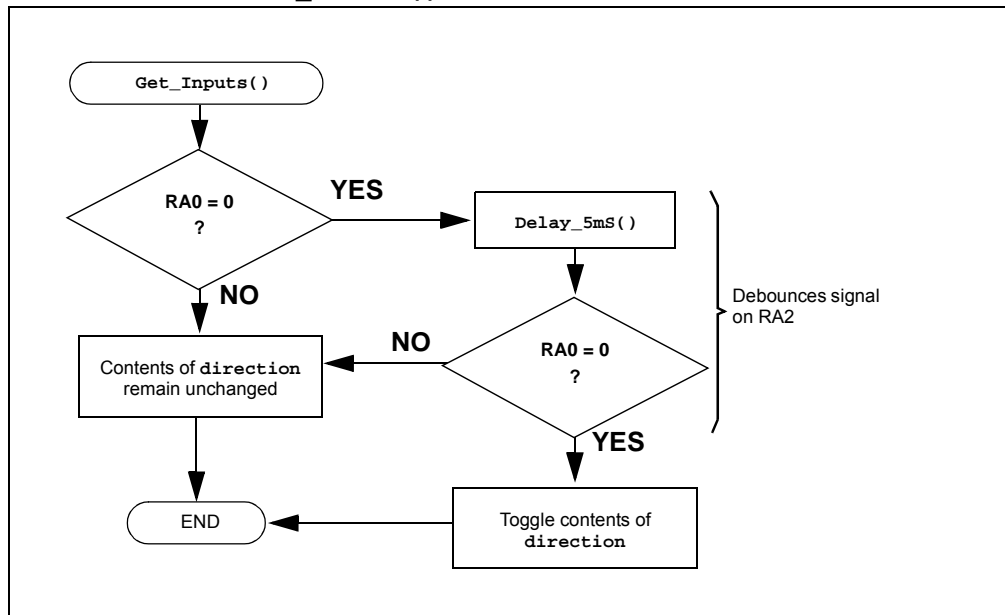 Get_Inputs()
RA0 = 0
?
YES
NO
Delay_5mS()
RA0 = 0
?
NO
YES
Debounces signal
on RA2
Contents of direction
remain unchanged
Toggle contents of
direction
END